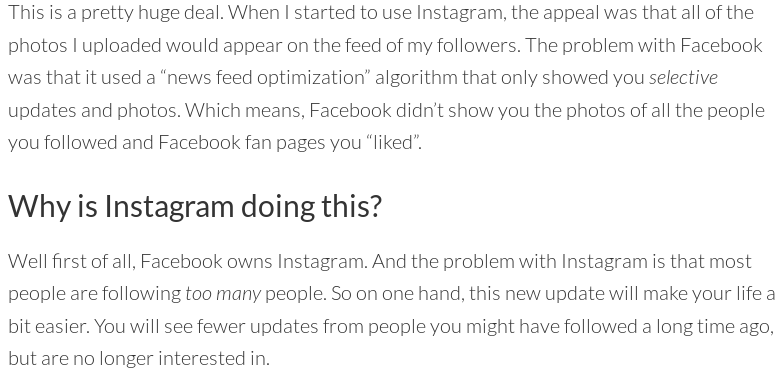 This is a pretty huge deal. When I started to use Instagram, the appeal was that all of the
photos I uploaded would appear on the feed of my followers. The problem with Facebook
was that it used a “news feed optimization” algorithm that only showed you selective
updates and photos. Which means, Facebook didn’t show you the photos of all the people
you followed and Facebook fan pages you “liked”.
Why is Instagram doing this?
Well first of all, Facebook owns Instagram. And the problem with Instagram is that most
people are following too many people. So on one hand, this new update will make your life a
bit easier. You will see fewer updates from people you might have followed a long time ago,
but are no longer interested in.